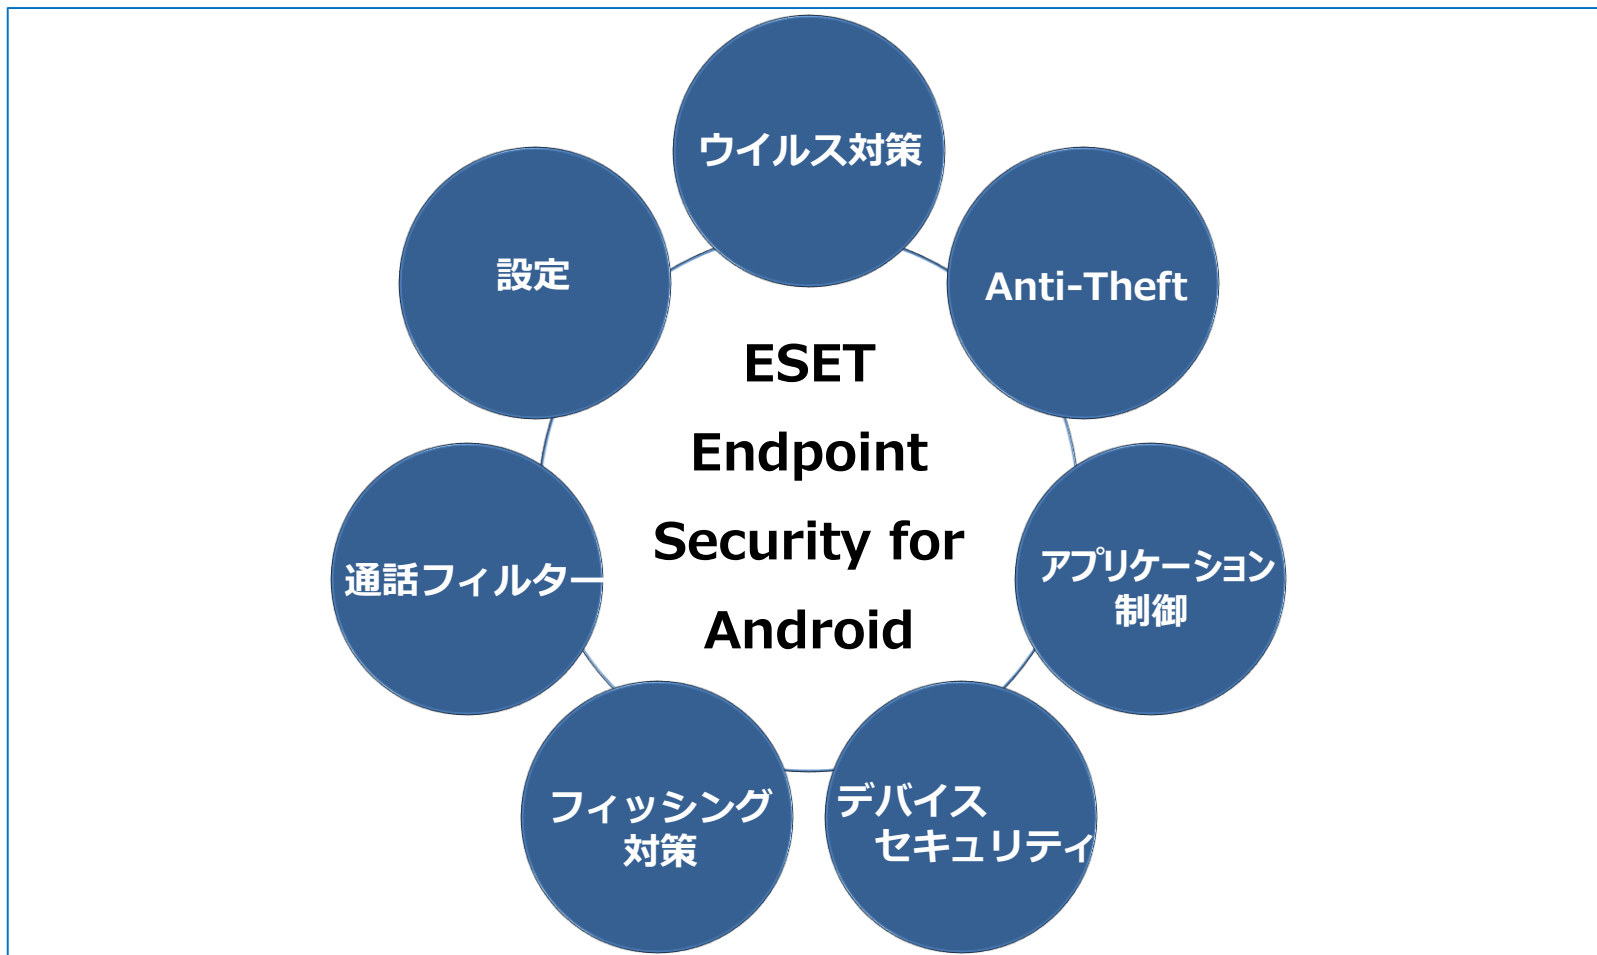 ウイルス対策
Anti-Theft
アプリケーション
制御
デバイス
セキュリティ
フィッシング
対策
通話フィルター
設定
ESET
Endpoint
Security for
Android